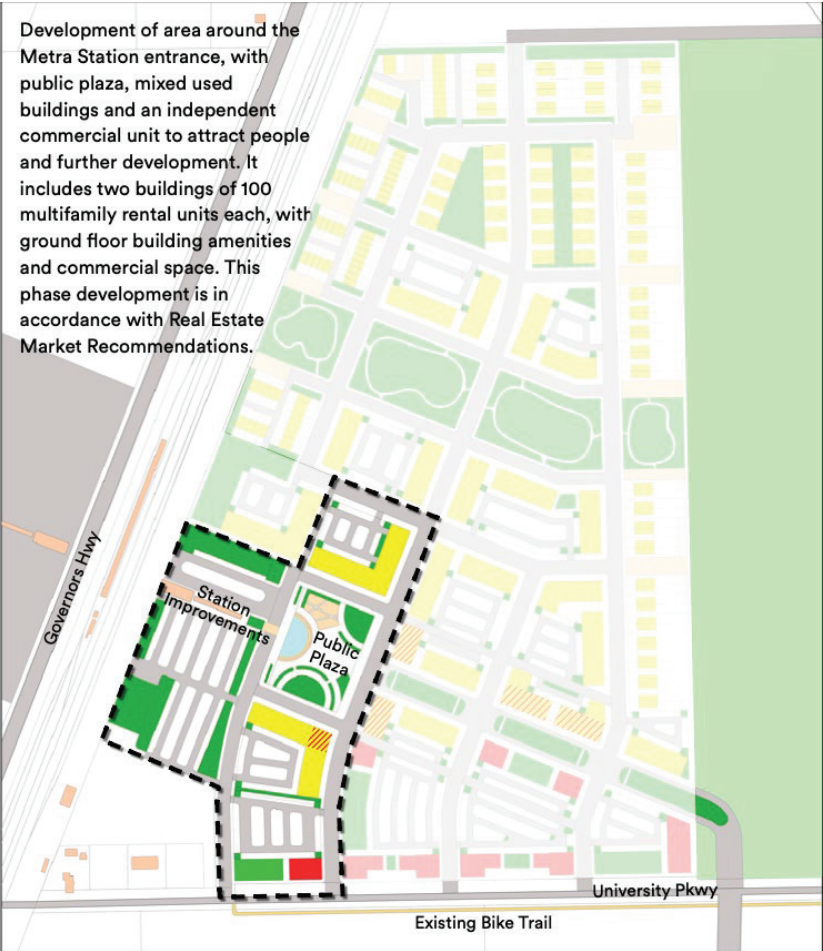 Development of area around the
Metra Station entrance, with
public plaza, mixed used
buildings and an independent
commercial unit to attract people
and further development. It
includes two buildings of 100
multifamily rental units each, with
ground floor building amenities
and commercial space. This
phase development is in
accordance with Real Estate
Market Recommendations.
Governors Hwy
Station
Improvements
Public
Plaza
University Pkwy
Existing Bike Trail